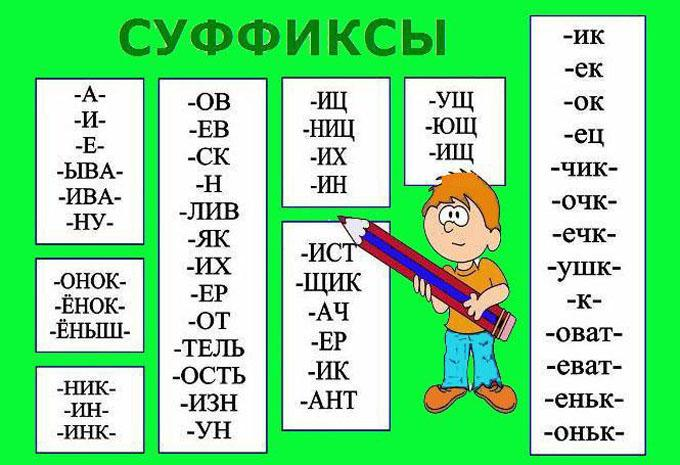 СУФФИКСЫ
-А-
-И-
-Е-
-ЫВА-
-ИВА-
-НУ-
-ОНОК-
-ЁНОК-
-ЁНЫШ-
-НИК-
-ИН-
-ИНК-
-ОВ
-ЕВ
-СК
-Н
-ЛИВ
-ЯК
-ИХ
-ЕР
-ОТ
-ТЕЛЬ
-ОСТЬ
-ИЗН
-УН
-ИЦ
-НИЦ
-ИХ
-ИН
-ИСТ
-ЩИК
-АЧ
-ЕР
-ИК
-АНТ
-УЩ
-ЮЩ
-ИЩ
-ик
-ек
-ок
-ец
-чик-
-очк-
-ечк-
-ушк-
-к-
-оват-
-еват-
-еньк-
-оньк-